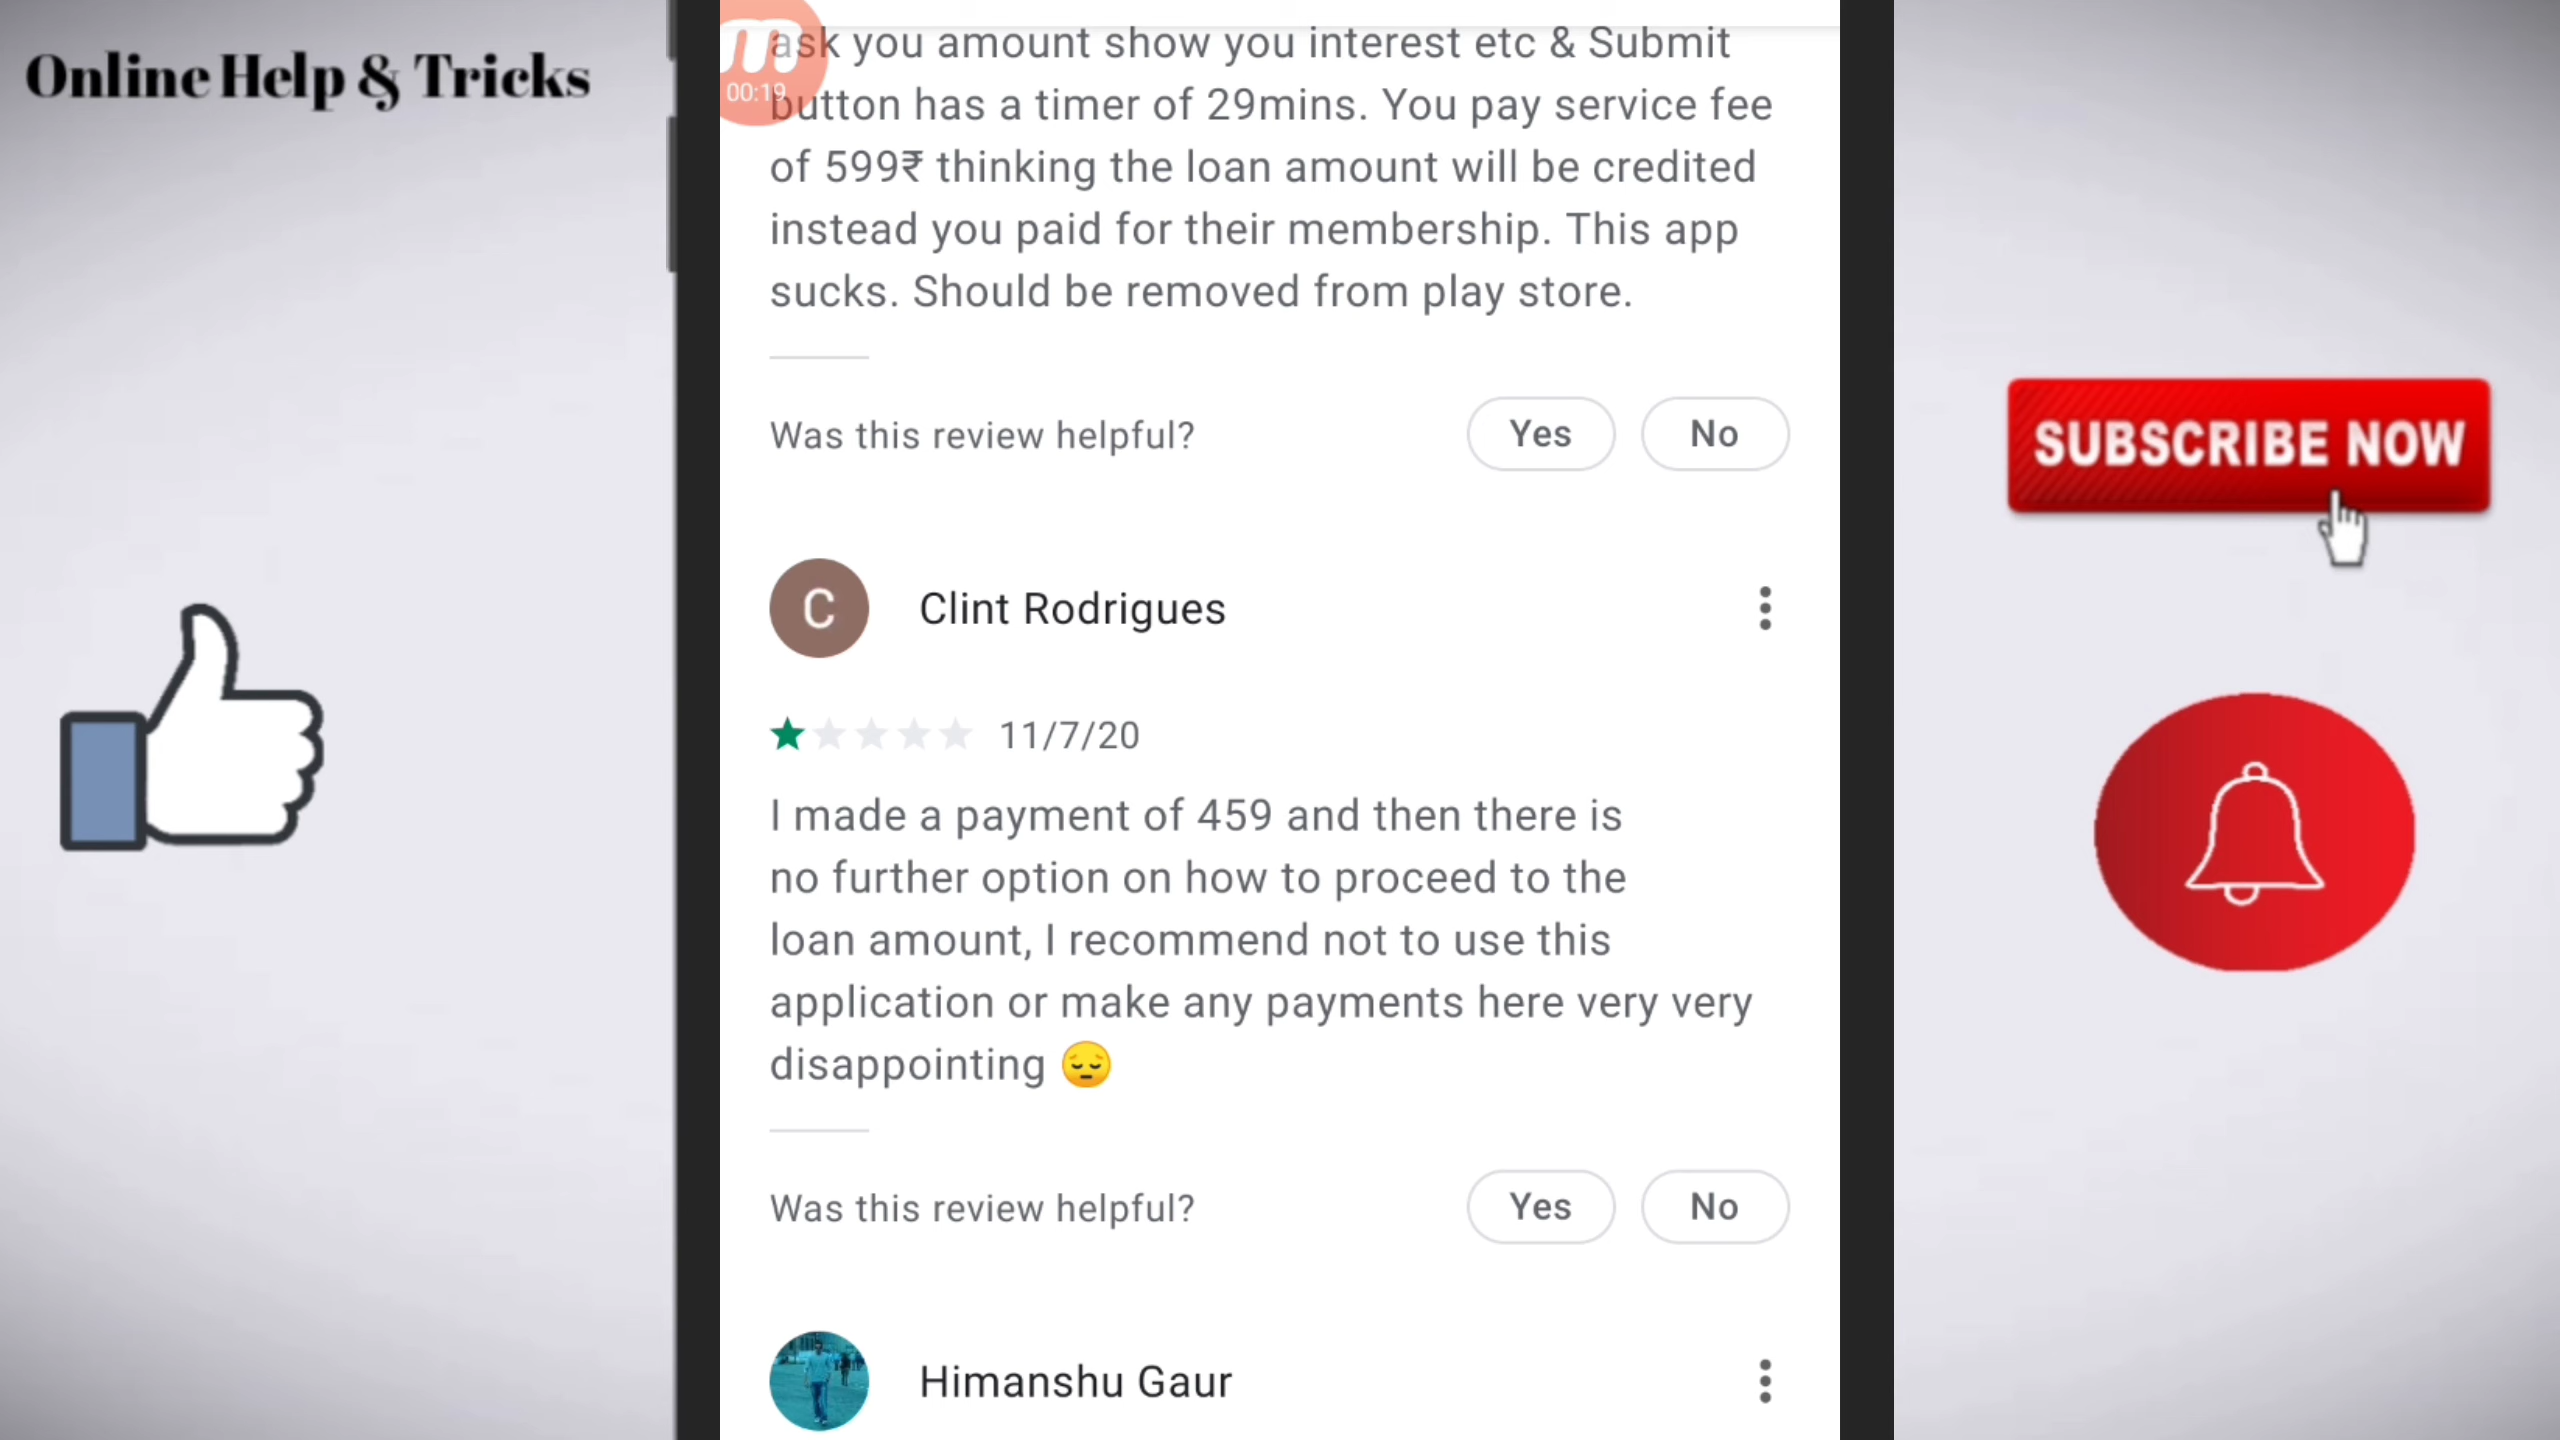 Online Help & Tricks
00:19
ask you amount show you interest etc & Submit
button has a timer of 29mins. You pay service fee
of 599₹ thinking the loan amount will be credited
instead you paid for their membership. This app
sucks. Should be removed from play store.
Was this review helpful?
Yes
No
C
Clint Rodrigues
11/7/20
I made a payment of 459 and then there is
no further option on how to proceed to the
loan amount, I recommend not to use this
application or make any payments here very very
disappointing 😔
Was this review helpful?
Yes
No
Himanshu Gaur
SUBSCRIBE NOW